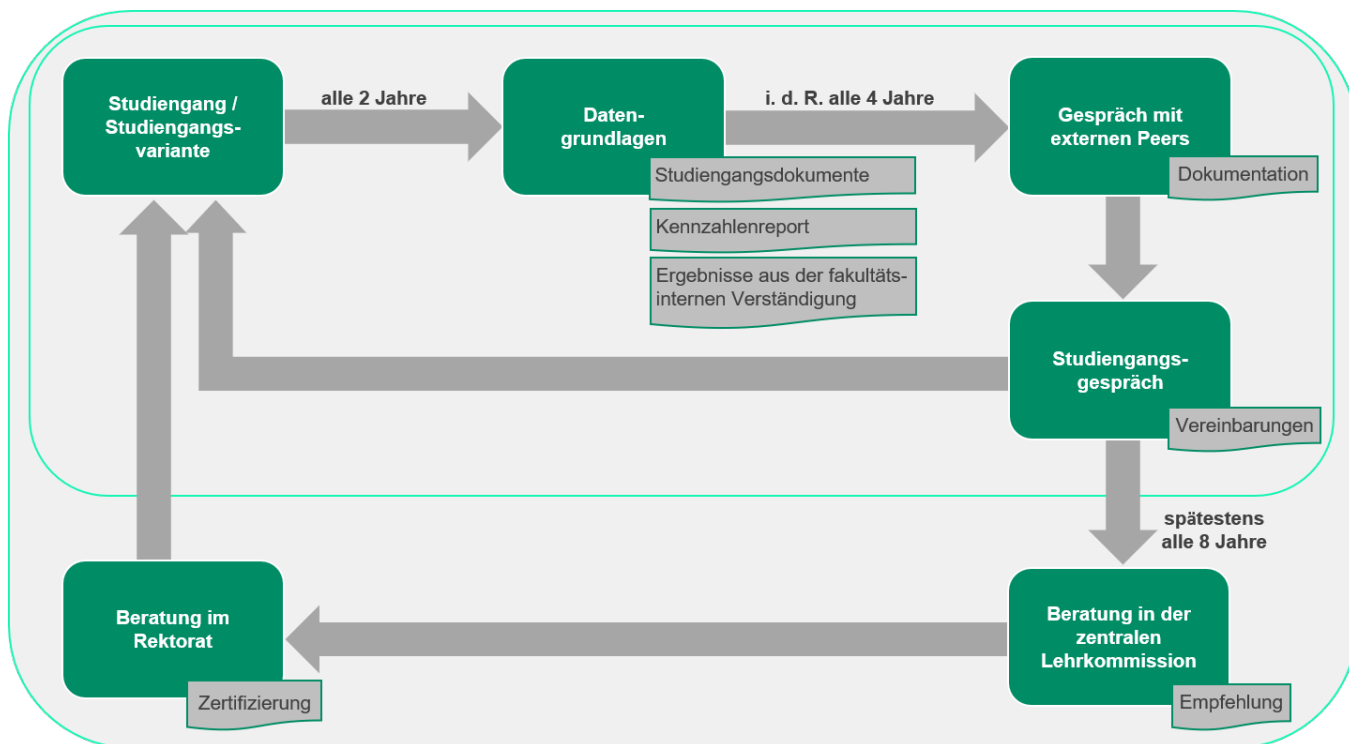 Studiengang /
Studiengangs-
variante
alle 2 Jahre
Daten-
grundlagen
i. d. R. alle 4 Jahre
Gespräch mit
externen Peers
Studiengangsdokumente
Kennzahlenreport
Ergebnisse aus der fakultäts-
internen Verständigung
Dokumentation
Studiengangs-
gespräch
Vereinbarungen
spätestens
alle 8 Jahre
Beratung in der
zentralen
Lehrkommission
Empfehlung
Beratung im
Rektorat
Zertifizierung